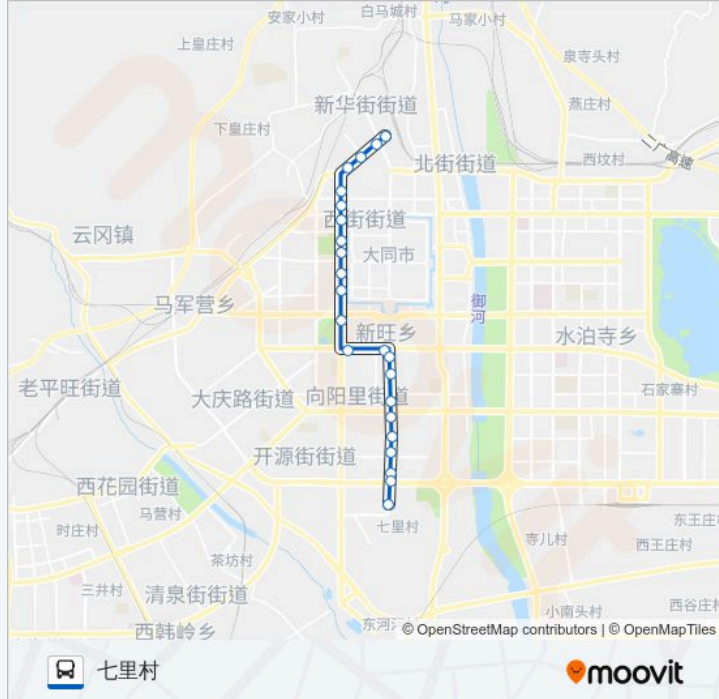 安家小村
白马城村
马家小村
上皇庄村
泉寺头村
新华街街道
燕庄村
下皇庄村
二广高速
北街街道
西坟村
西街街道
云冈镇
大同市
马军营乡
御河
新旺乡
水泊寺乡
老平旺街道
大庆路街道
向阳里街道
石家寨村
开源街街道
西花园街道
马营村
七里村
东王庄村
时庄村
寺儿村
西王庄村
茶坊村
三井村
清泉街街道
西谷庄村
小南头村
西韩岭乡
© OpenStreetMap contributors | © OpenMapTiles
七里村
moovit